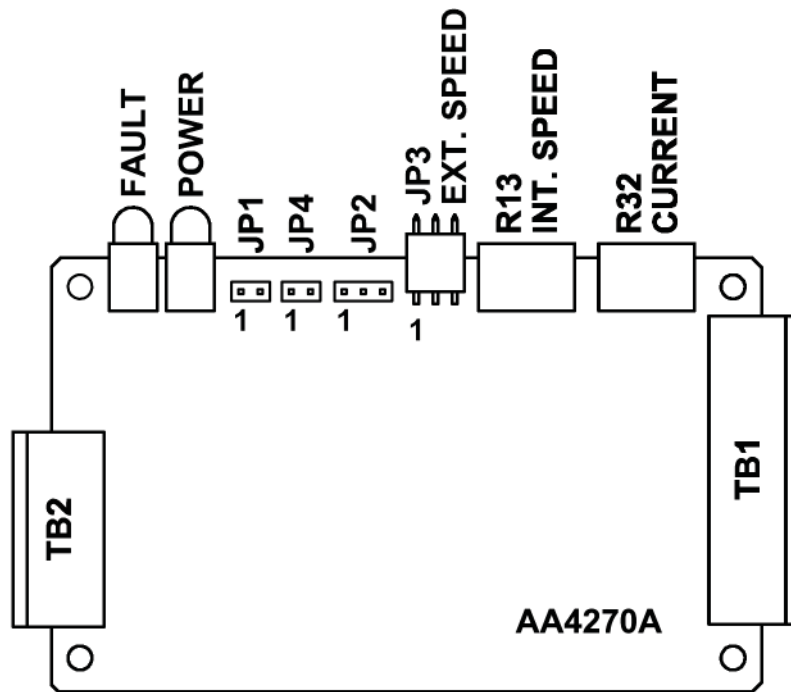 FAULT
POWER
JP1
JP4
JP2
JP3
EXT. SPEED
R13
INT. SPEED
R32
CURRENT
1
1
1
1
TB2
TB1
AA4270A